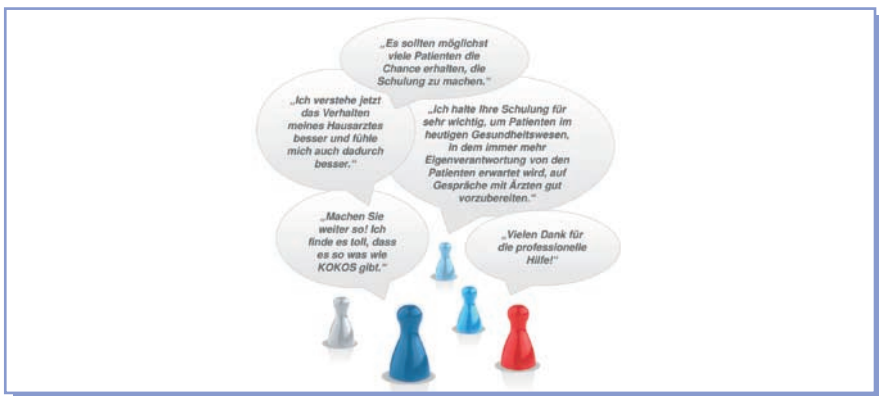 „Es sollten möglichst
viele Patienten die
Chance erhalten, die
Schulung zu machen.“
„Ich verstehe jetzt
das Verhalten
meines Hausarztes
besser und fühle
mich auch dadurch
besser.“
„Ich halte Ihre Schulung für
sehr wichtig, um Patienten im
heutigen Gesundheitswesen,
in dem immer mehr
Eigenverantwortung von den
Patienten erwartet wird, auf
Gespräche mit Ärzten gut
vorzubereiten.“
„Machen Sie
weiter so! Ich
finde es toll, dass
es so was wie
KOKOS gibt.“
„Vielen Dank für
die professionelle
Hilfe!“